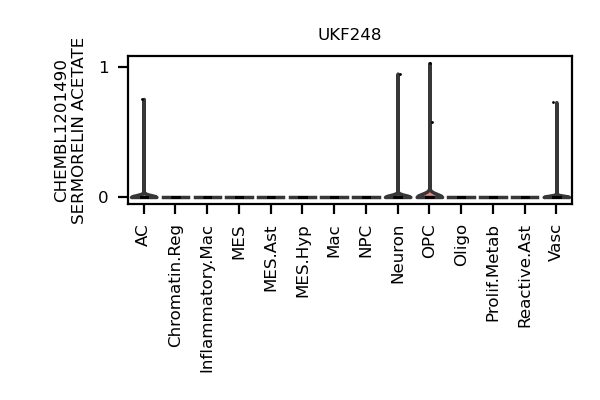 UKF248
CHEMBL1201490
SERMORELIN ACETATE
1
0
AC
Chromatin.Reg
Inflammatory.Mac
MES
MES.Ast
MES.Hyp
Mac
NPC
Neuron
OPC
Oligo
Prolif.Metab
Reactive.Ast
Vasc